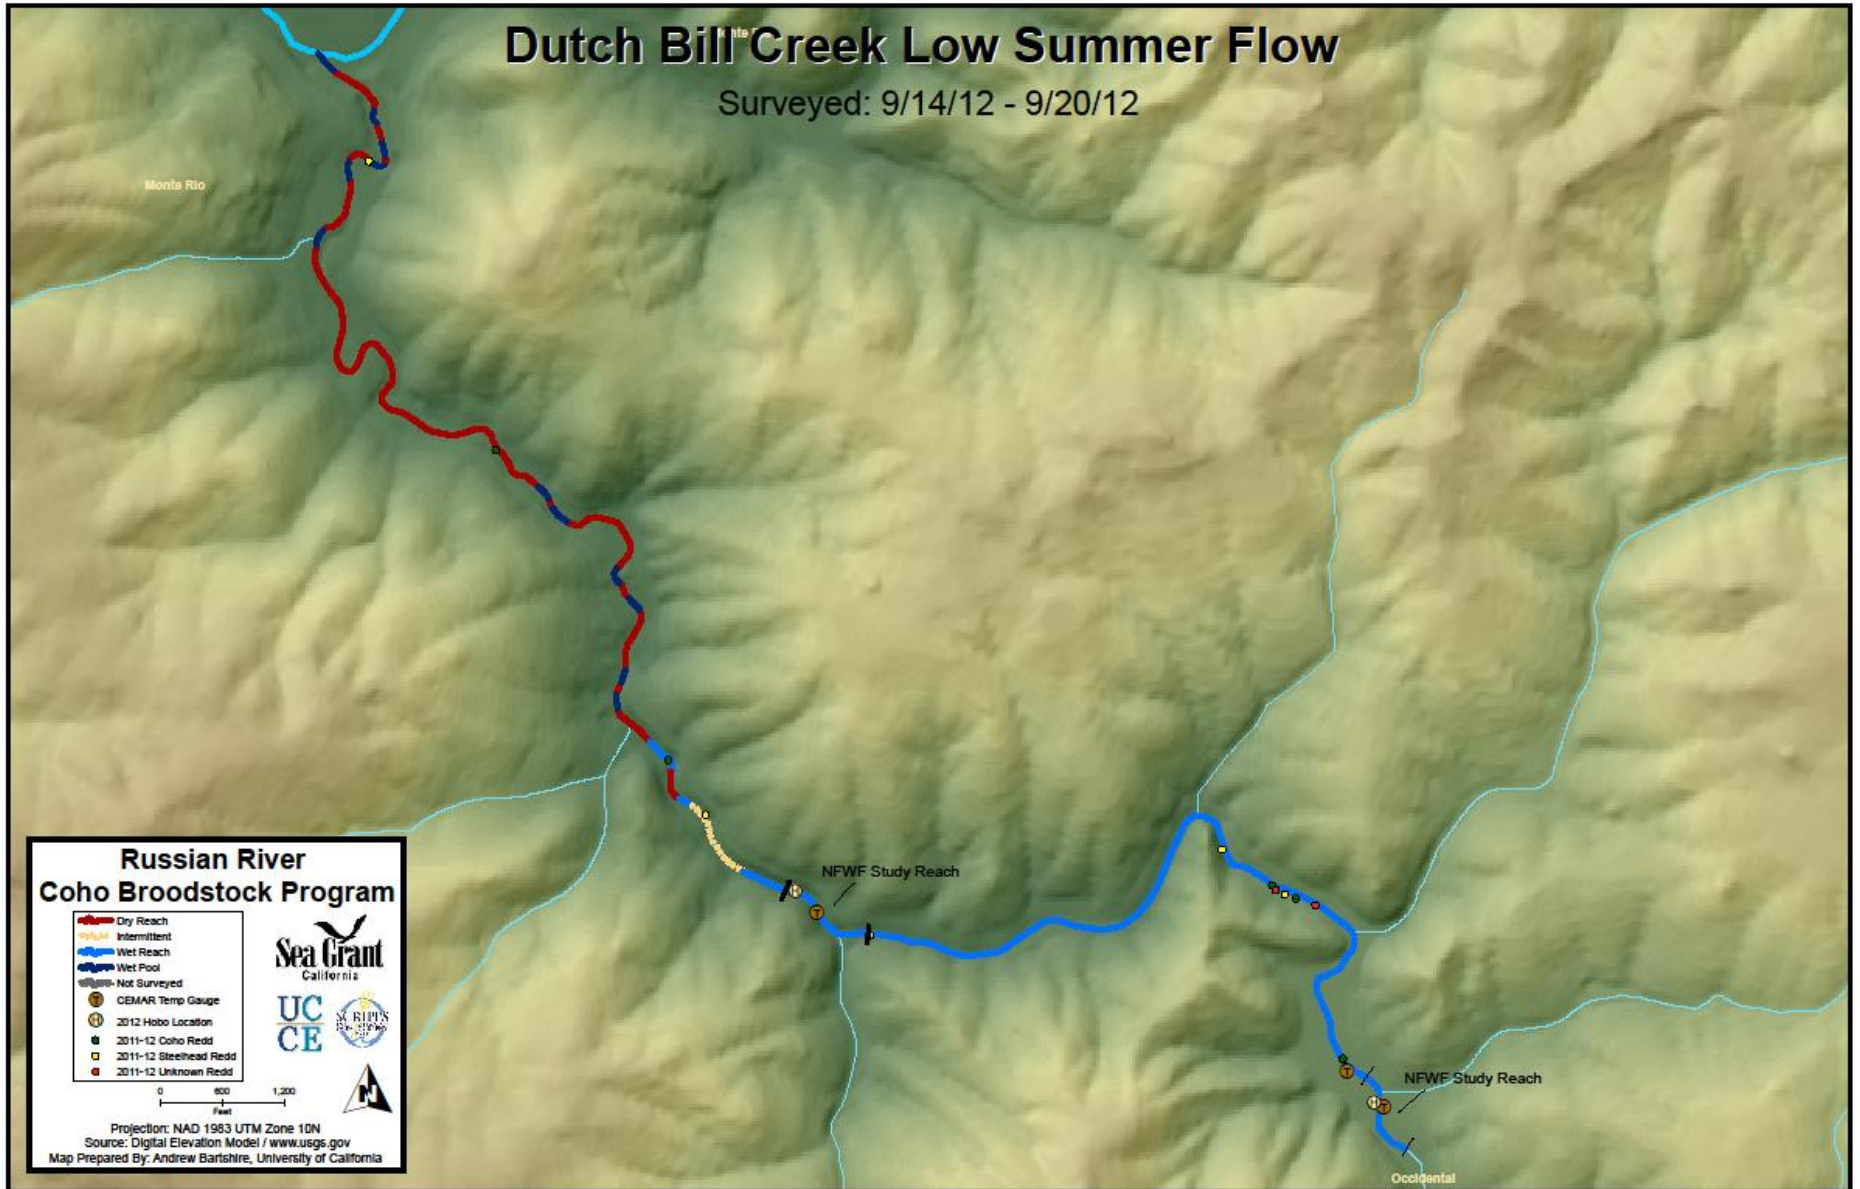 Dutch Bill Creek Low Summer Flow
Surveyed: 9/14/12 - 9/20/12
Monte Rio
NFWF Study Reach
NFWF Study Reach
Occidental
Russian River
Coho Broodstock Program
Dry Reach
Intermittent
Wet Reach
Wet Pool
Not Surveyed
T CEMAR Temp Gauge
H 2012 Hobo Location
2011-12 Coho Redd
2011-12 Steelhead Redd
2011-12 Unknown Redd
Sea Grant
California
UC
CE
SCRIPPS
N
0 600 1,200
Feet
Projection: NAD 1983 UTM Zone 10N
Source: Digital Elevation Model / www.usgs.gov
Map Prepared By: Andrew Bartshire, University of California